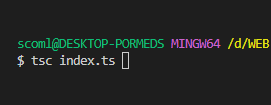 scoml@DESKTOP-PORMEDS MINGW64 /d/WEB
$ tsc index.ts